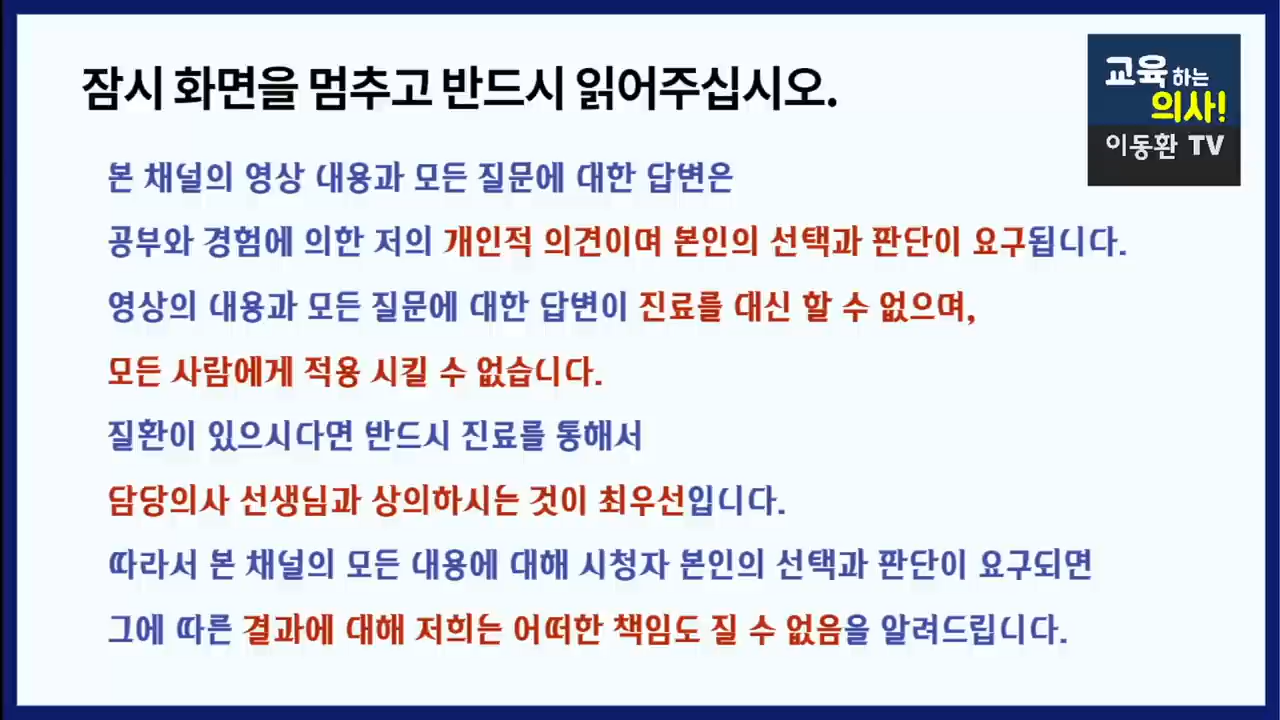 잠시 화면을 멈추고 반드시 읽어주십시오.
교육하는
의사!
이동환 TV
본 채널의 영상 내용과 모든 질문에 대한 답변은
공부와 경험에 의한 저의 개인적 의견이며 본인의 선택과 판단이 요구됩니다.
영상의 내용과 모든 질문에 대한 답변이 진료를 대신 할 수 없으며,
모든 사람에게 적용 시킬 수 없습니다.
질환이 있으시다면 반드시 진료를 통해서
담당의사 선생님과 상의하시는 것이 최우선입니다.
따라서 본 채널의 모든 내용에 대해 시청자 본인의 선택과 판단이 요구되면
그에 따른 결과에 대해 저희는 어떠한 책임도 질 수 없음을 알려드립니다.